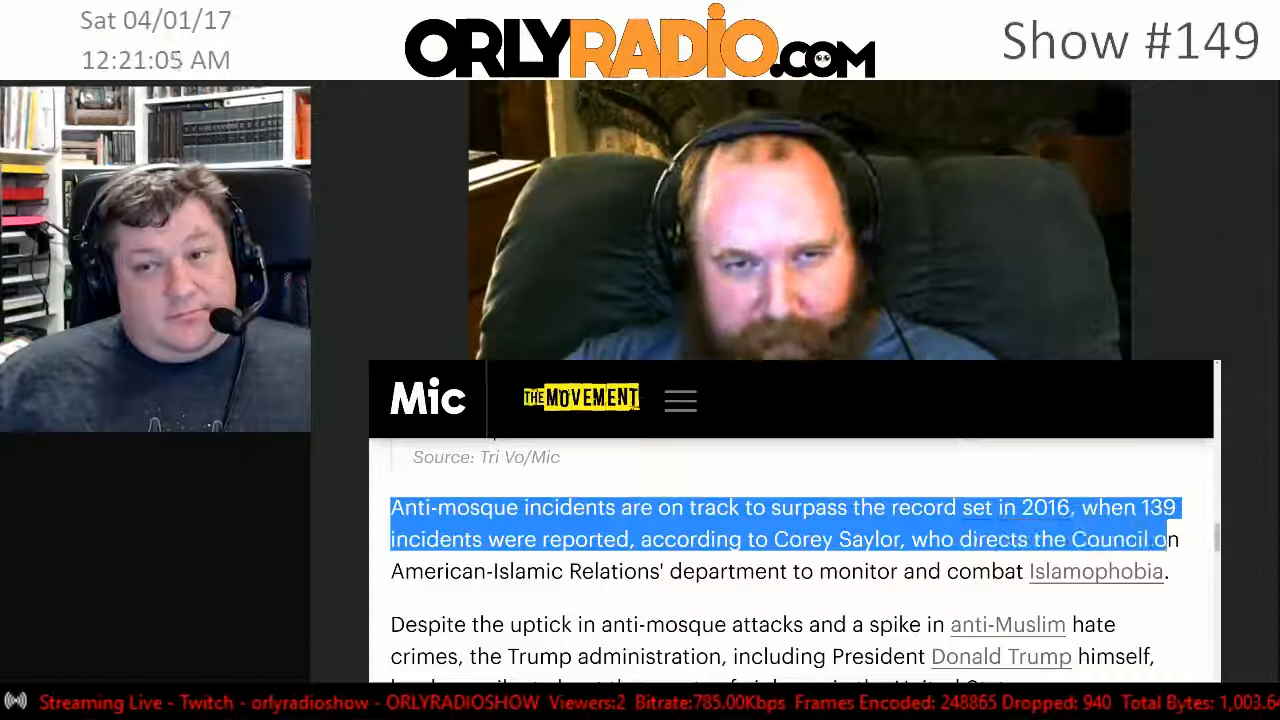 Sat 04/01/17
12:21:05 AM
ORLYRADIO.COM
Show #149
Mic
THE MOVEMENT
Source: Tri Vo/Mic
Anti-mosque incidents are on track to surpass the record set in 2016, when 139
incidents were reported, according to Corey Saylor, who directs the Council on
American-Islamic Relations' department to monitor and combat Islamophobia.
Despite the uptick in anti-mosque attacks and a spike in anti-Muslim hate
crimes, the Trump administration, including President Donald Trump himself,
Streaming Live - Twitch - orlyradioshow - ORLYRADIOSHOW Viewers:2 Bitrate:785.00Kbps Frames Encoded: 248865 Dropped: 940 Total Bytes: 1,003.6